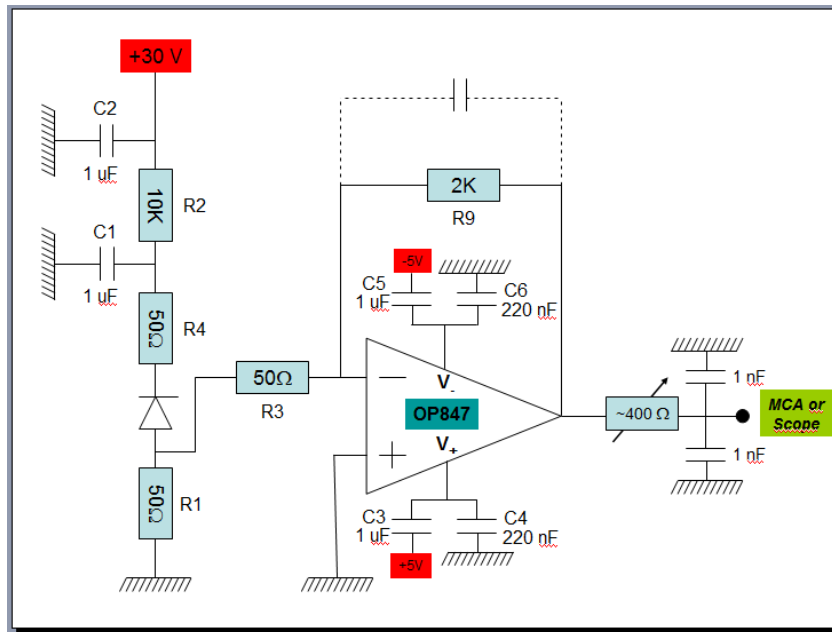 +30 V
C2
1 uF
10K
R2
C1
1 uF
50Ω
R4
50Ω
R1
50Ω
R3
2K
R9
-5V
C5
1 uF
C6
220 nF
V-
OP847
V+
C3
1 uF
+5V
C4
220 nF
~400 Ω
1 nF
1 nF
MCA or
Scope